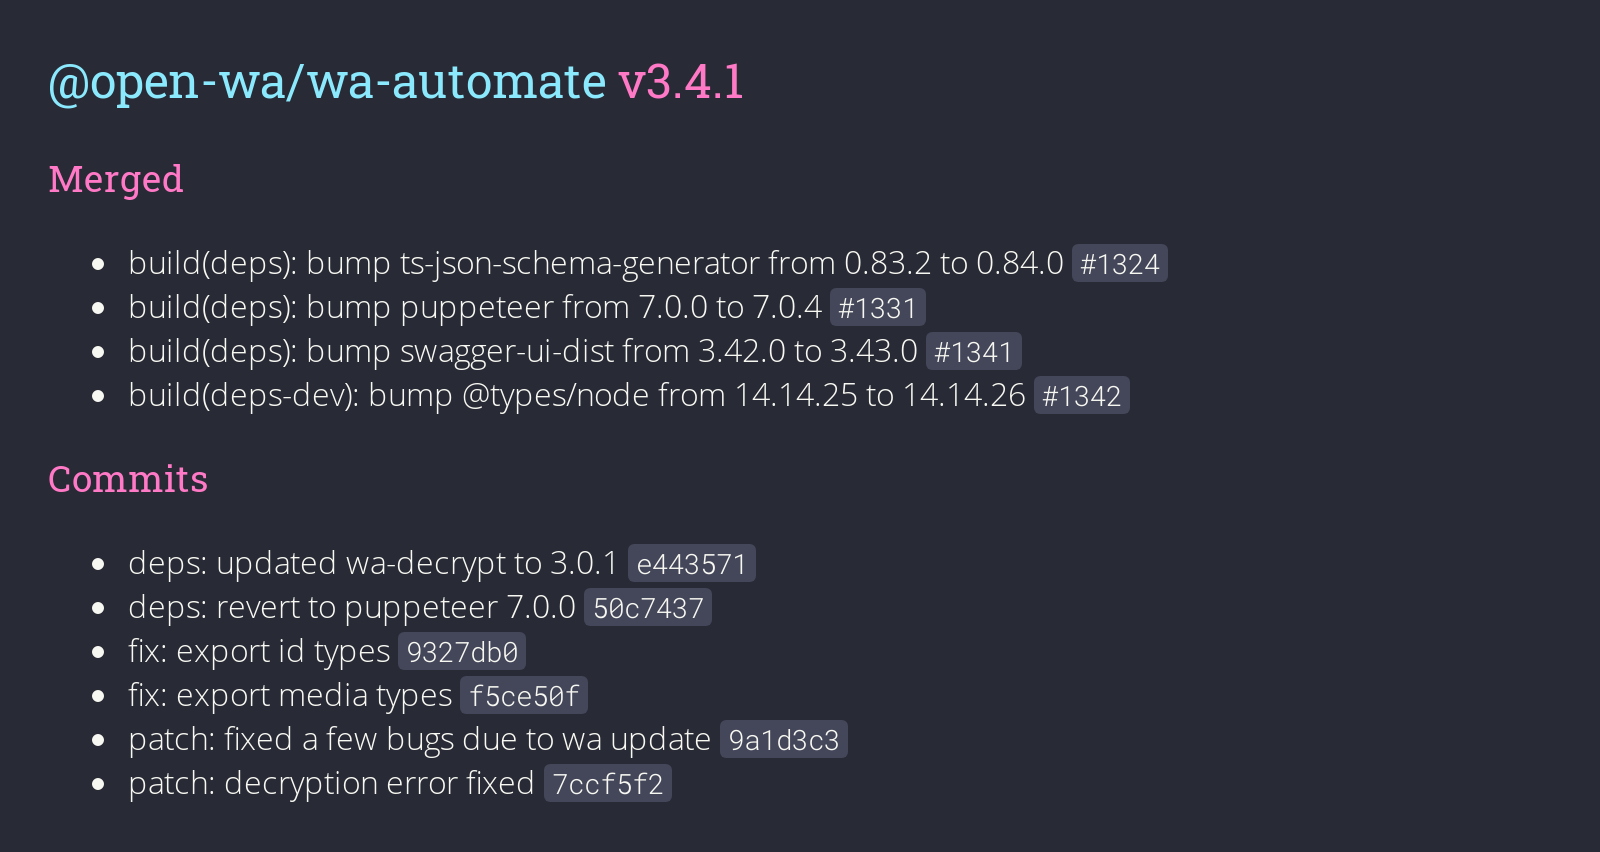 @open-wa/wa-automate v3.4.1
Merged
build(deps): bump ts-json-schema-generator from 0.83.2 to 0.84.0 #1324
build(deps): bump puppeteer from 7.0.0 to 7.0.4 #1331
build(deps): bump swagger-ui-dist from 3.42.0 to 3.43.0 #1341
build(deps-dev): bump @types/node from 14.14.25 to 14.14.26 #1342
Commits
deps: updated wa-decrypt to 3.0.1 e443571
deps: revert to puppeteer 7.0.0 50c7437
fix: export id types 9327db0
fix: export media types f5ce50f
patch: fixed a few bugs due to wa update 9a1d3c3
patch: decryption error fixed 7ccf5f2